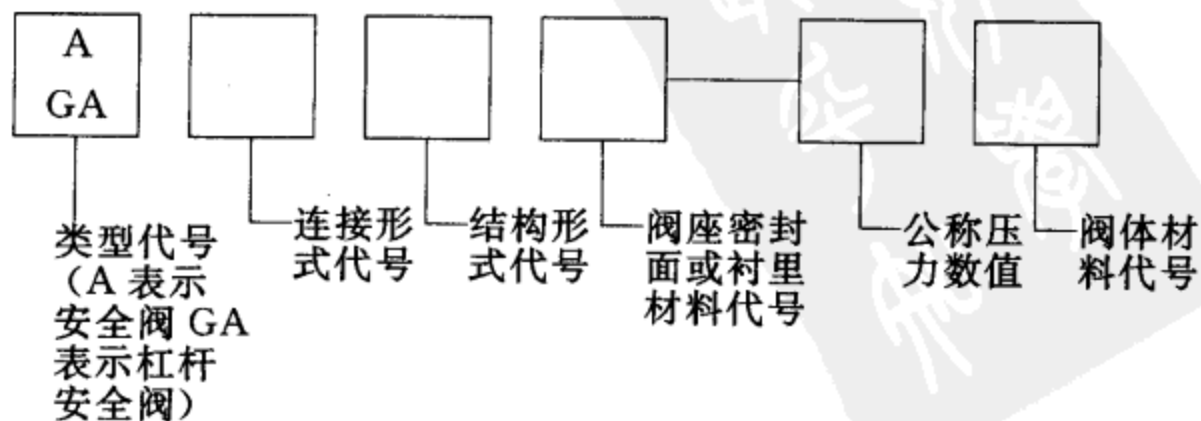 A
GA
类型代号
（A 表示
安全阀 GA
表示杠杆
安全阀）
连接形
式代号
结构形
式代号
阀座密封
面或衬里
材料代号
公称压
力数值
阀体材
料代号